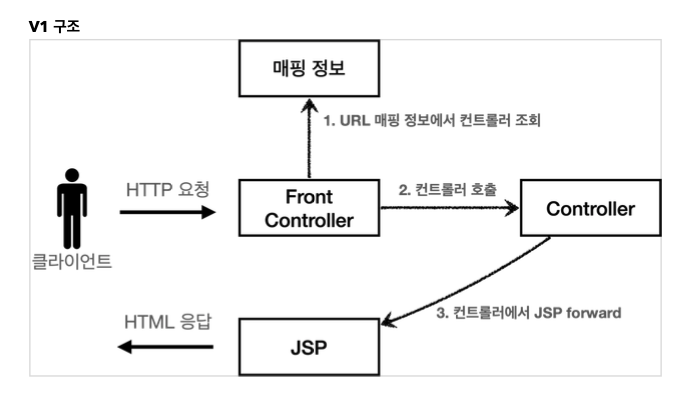 V1 구조
매핑 정보
1. URL 매핑 정보에서 컨트롤러 조회
HTTP 요청
Front
Controller
2. 컨트롤러 호출
Controller
클라이언트
3. 컨트롤러에서 JSP forward
HTML 응답
JSP